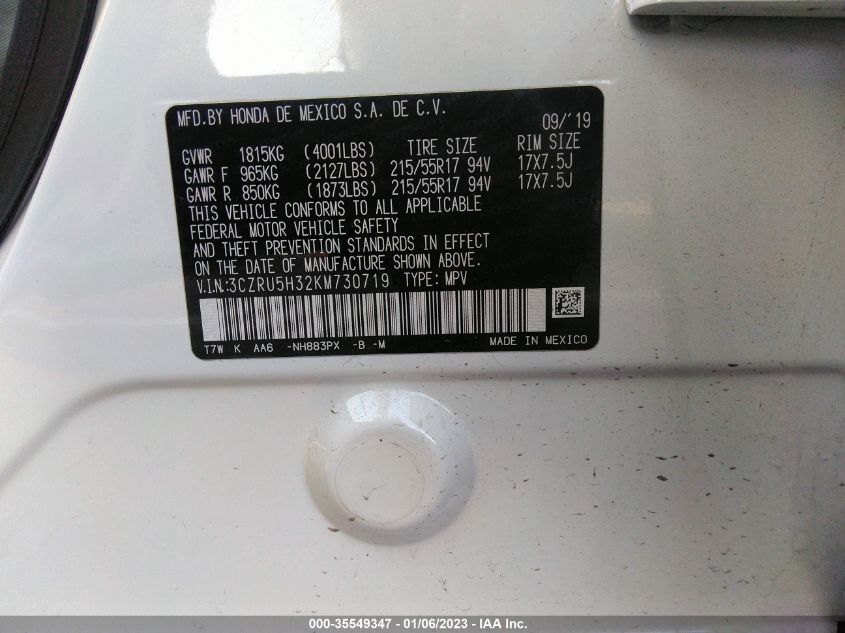 MFD.BY HONDA DE MEXICO S.A. DE C.V. 09/'19
GVWR 1815KG (4001LBS) TIRE SIZE RIM SIZE
GAWR F 965KG (2127LBS) 215/55R17 94V 17X7.5J
GAWR R 850KG (1873LBS) 215/55R17 94V 17X7.5J
THIS VEHICLE CONFORMS TO ALL APPLICABLE
FEDERAL MOTOR VEHICLE SAFETY
AND THEFT PREVENTION STANDARDS IN EFFECT
ON THE DATE OF MANUFACTURE SHOWN ABOVE.
V.I.N.:3CZRU5H32KM730719 TYPE: MPV
T7W K AA6 -NH883PX -B -M MADE IN MEXICO
000-35549347 - 01/06/2023 - IAA Inc.